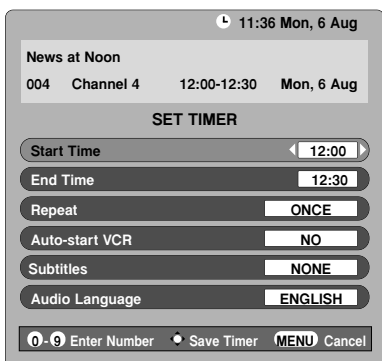 11:36 Mon, 6 Aug
News at Noon
004 Channel 4 12:00-12:30 Mon, 6 Aug
SET TIMER
Start Time 12:00
End Time 12:30
Repeat ONCE
Auto-start VCR NO
Subtitles NONE
Audio Language ENGLISH
0-9 Enter Number Save Timer MENU Cancel